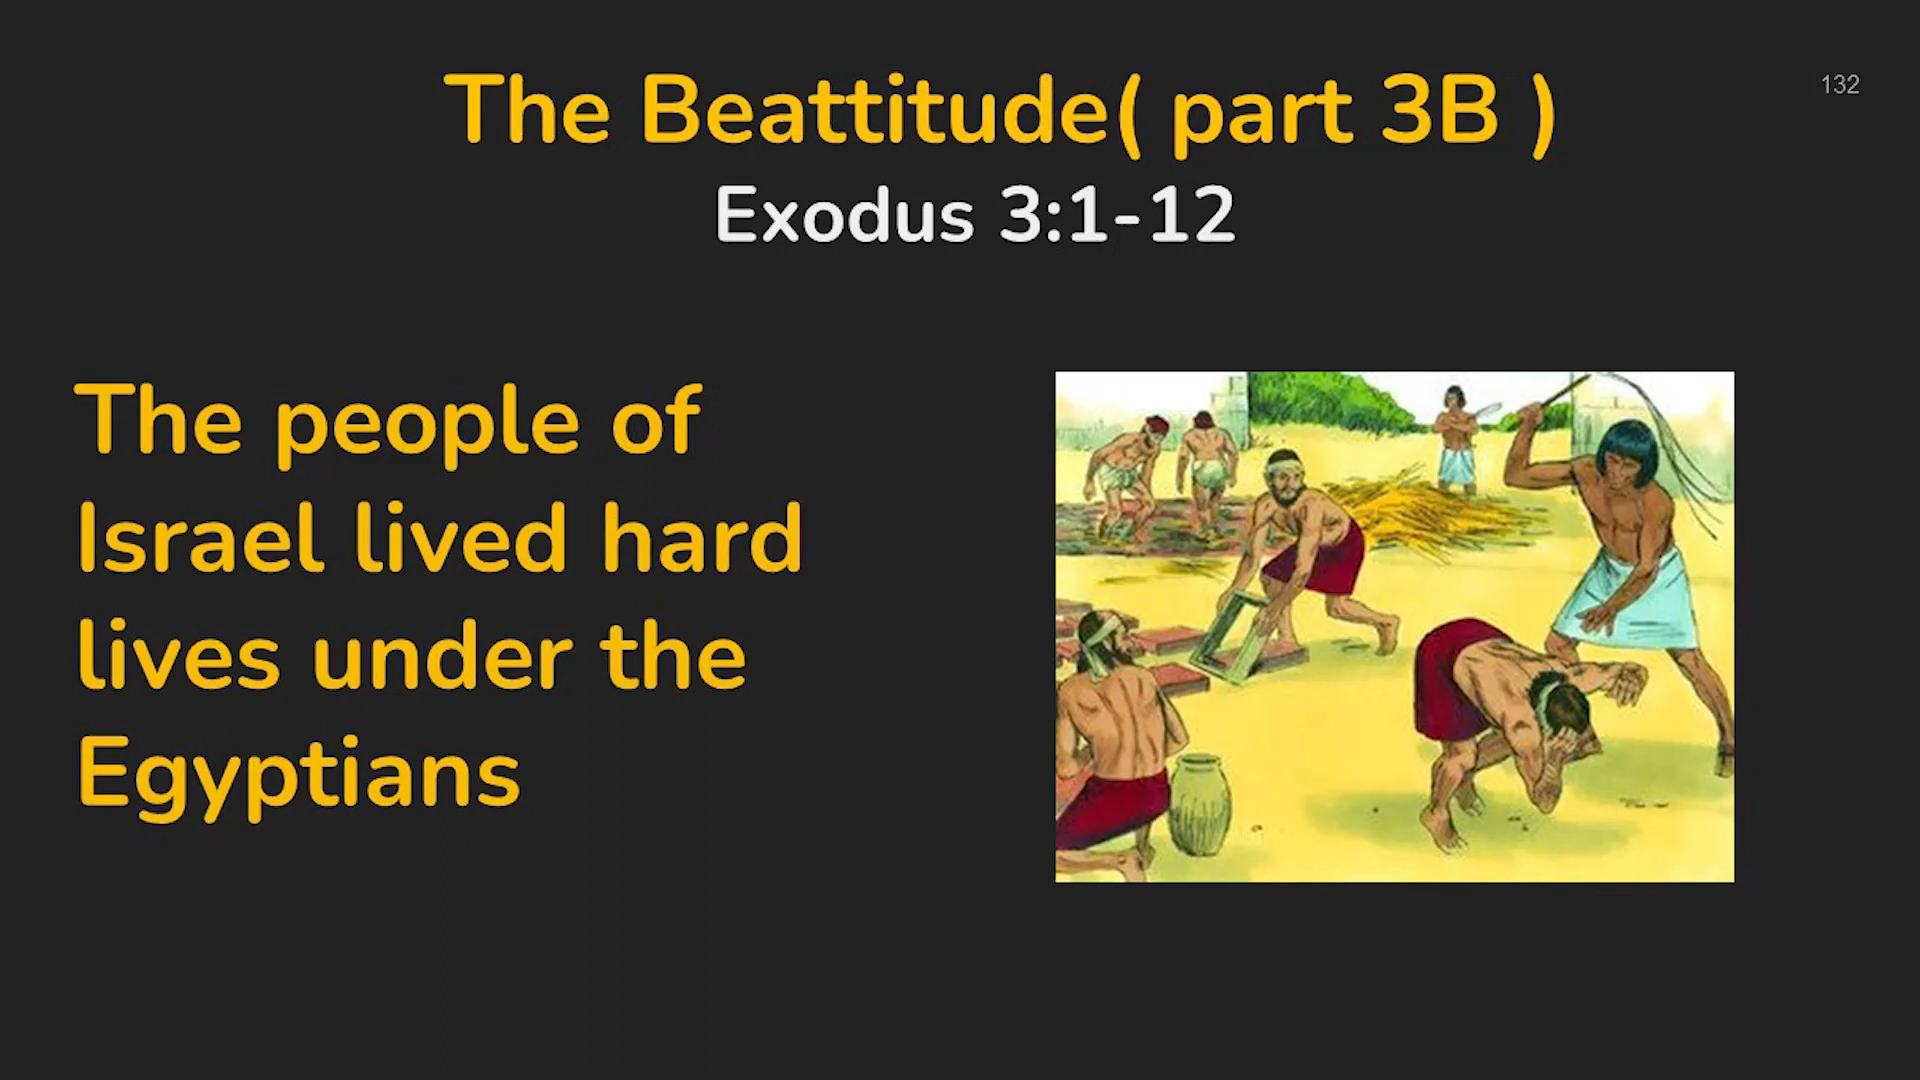 The Beattitude( part 3B )
132
Exodus 3:1-12
The people of
Israel lived hard
lives under the
Egyptians